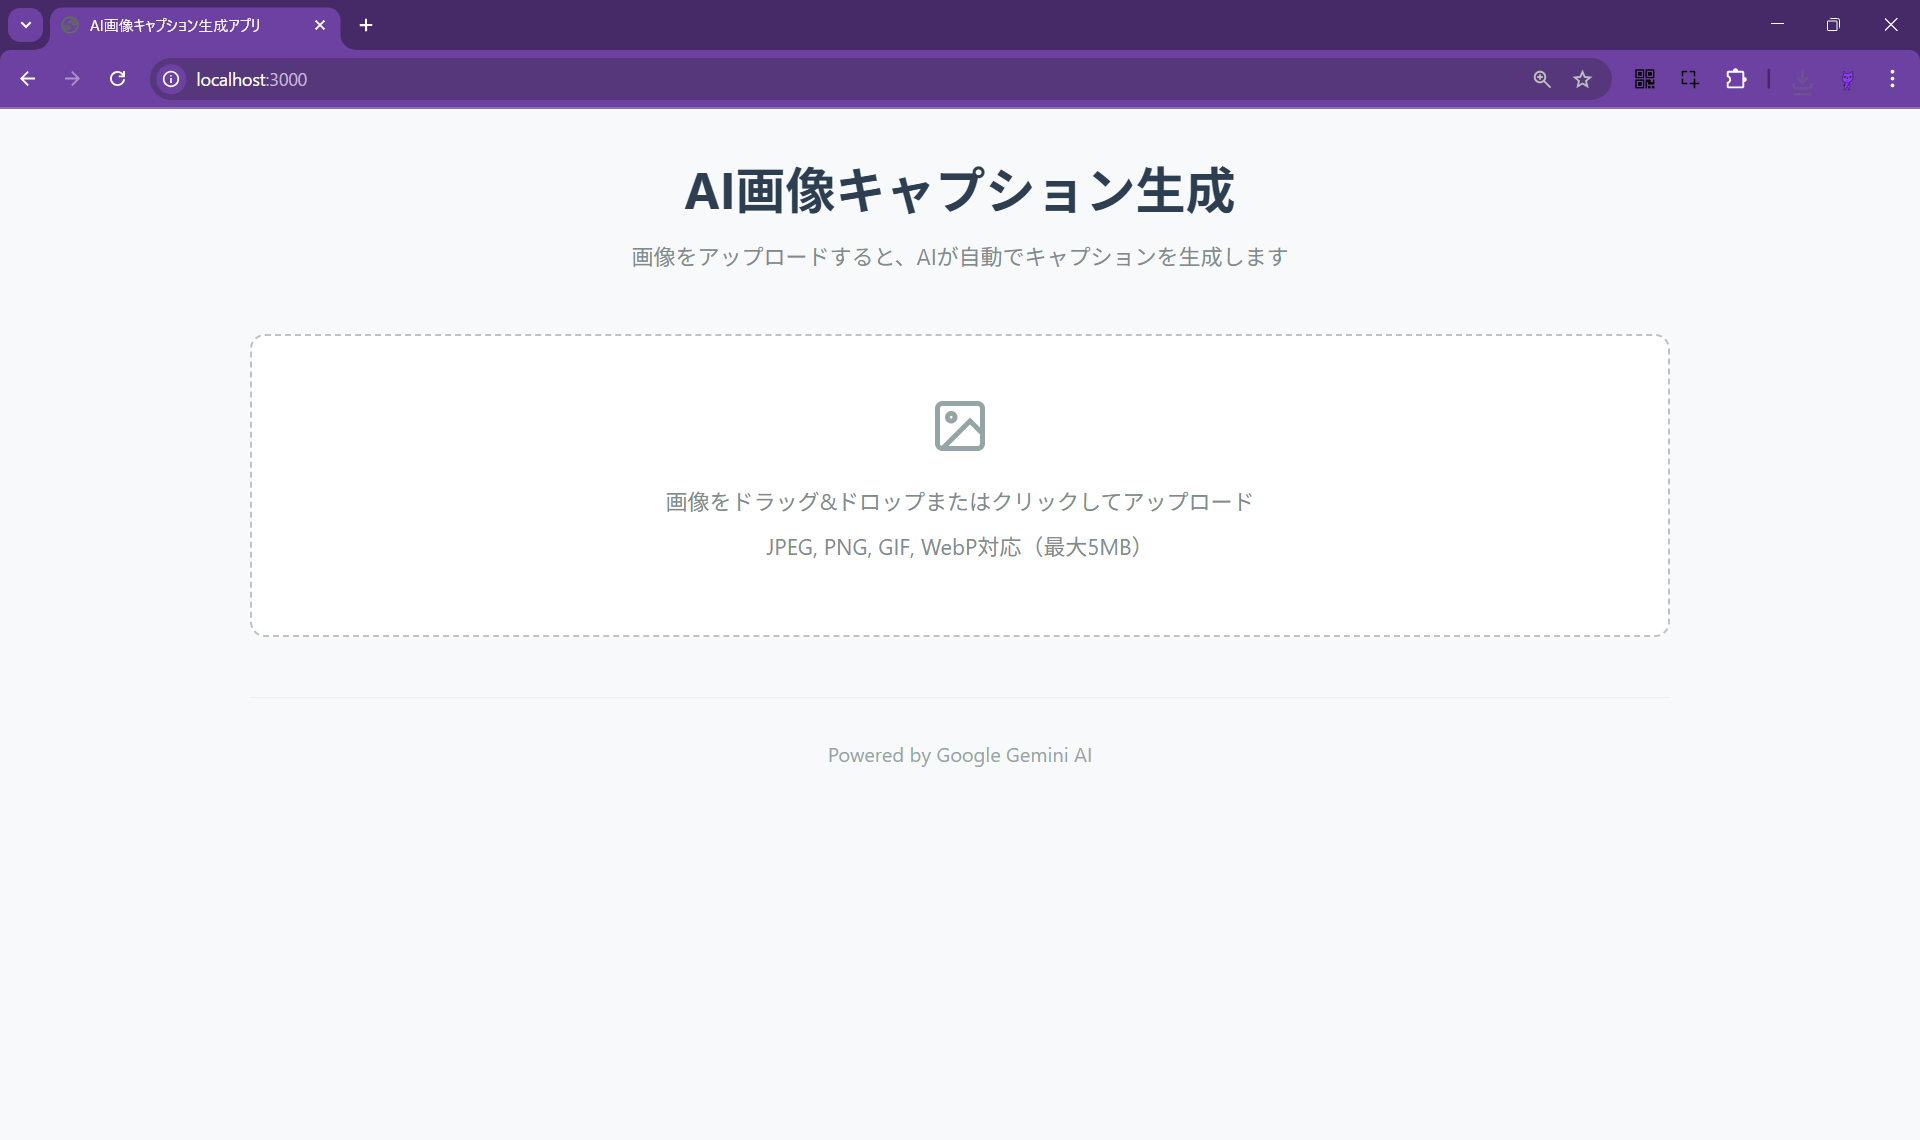 AI画像キャプション生成アプリ
localhost:3000
AI画像キャプション生成
画像をアップロードすると、AIが自動でキャプションを生成します
画像をドラッグ&ドロップまたはクリックしてアップロード
JPEG, PNG, GIF, WebP対応（最大5MB）
Powered by Google Gemini AI